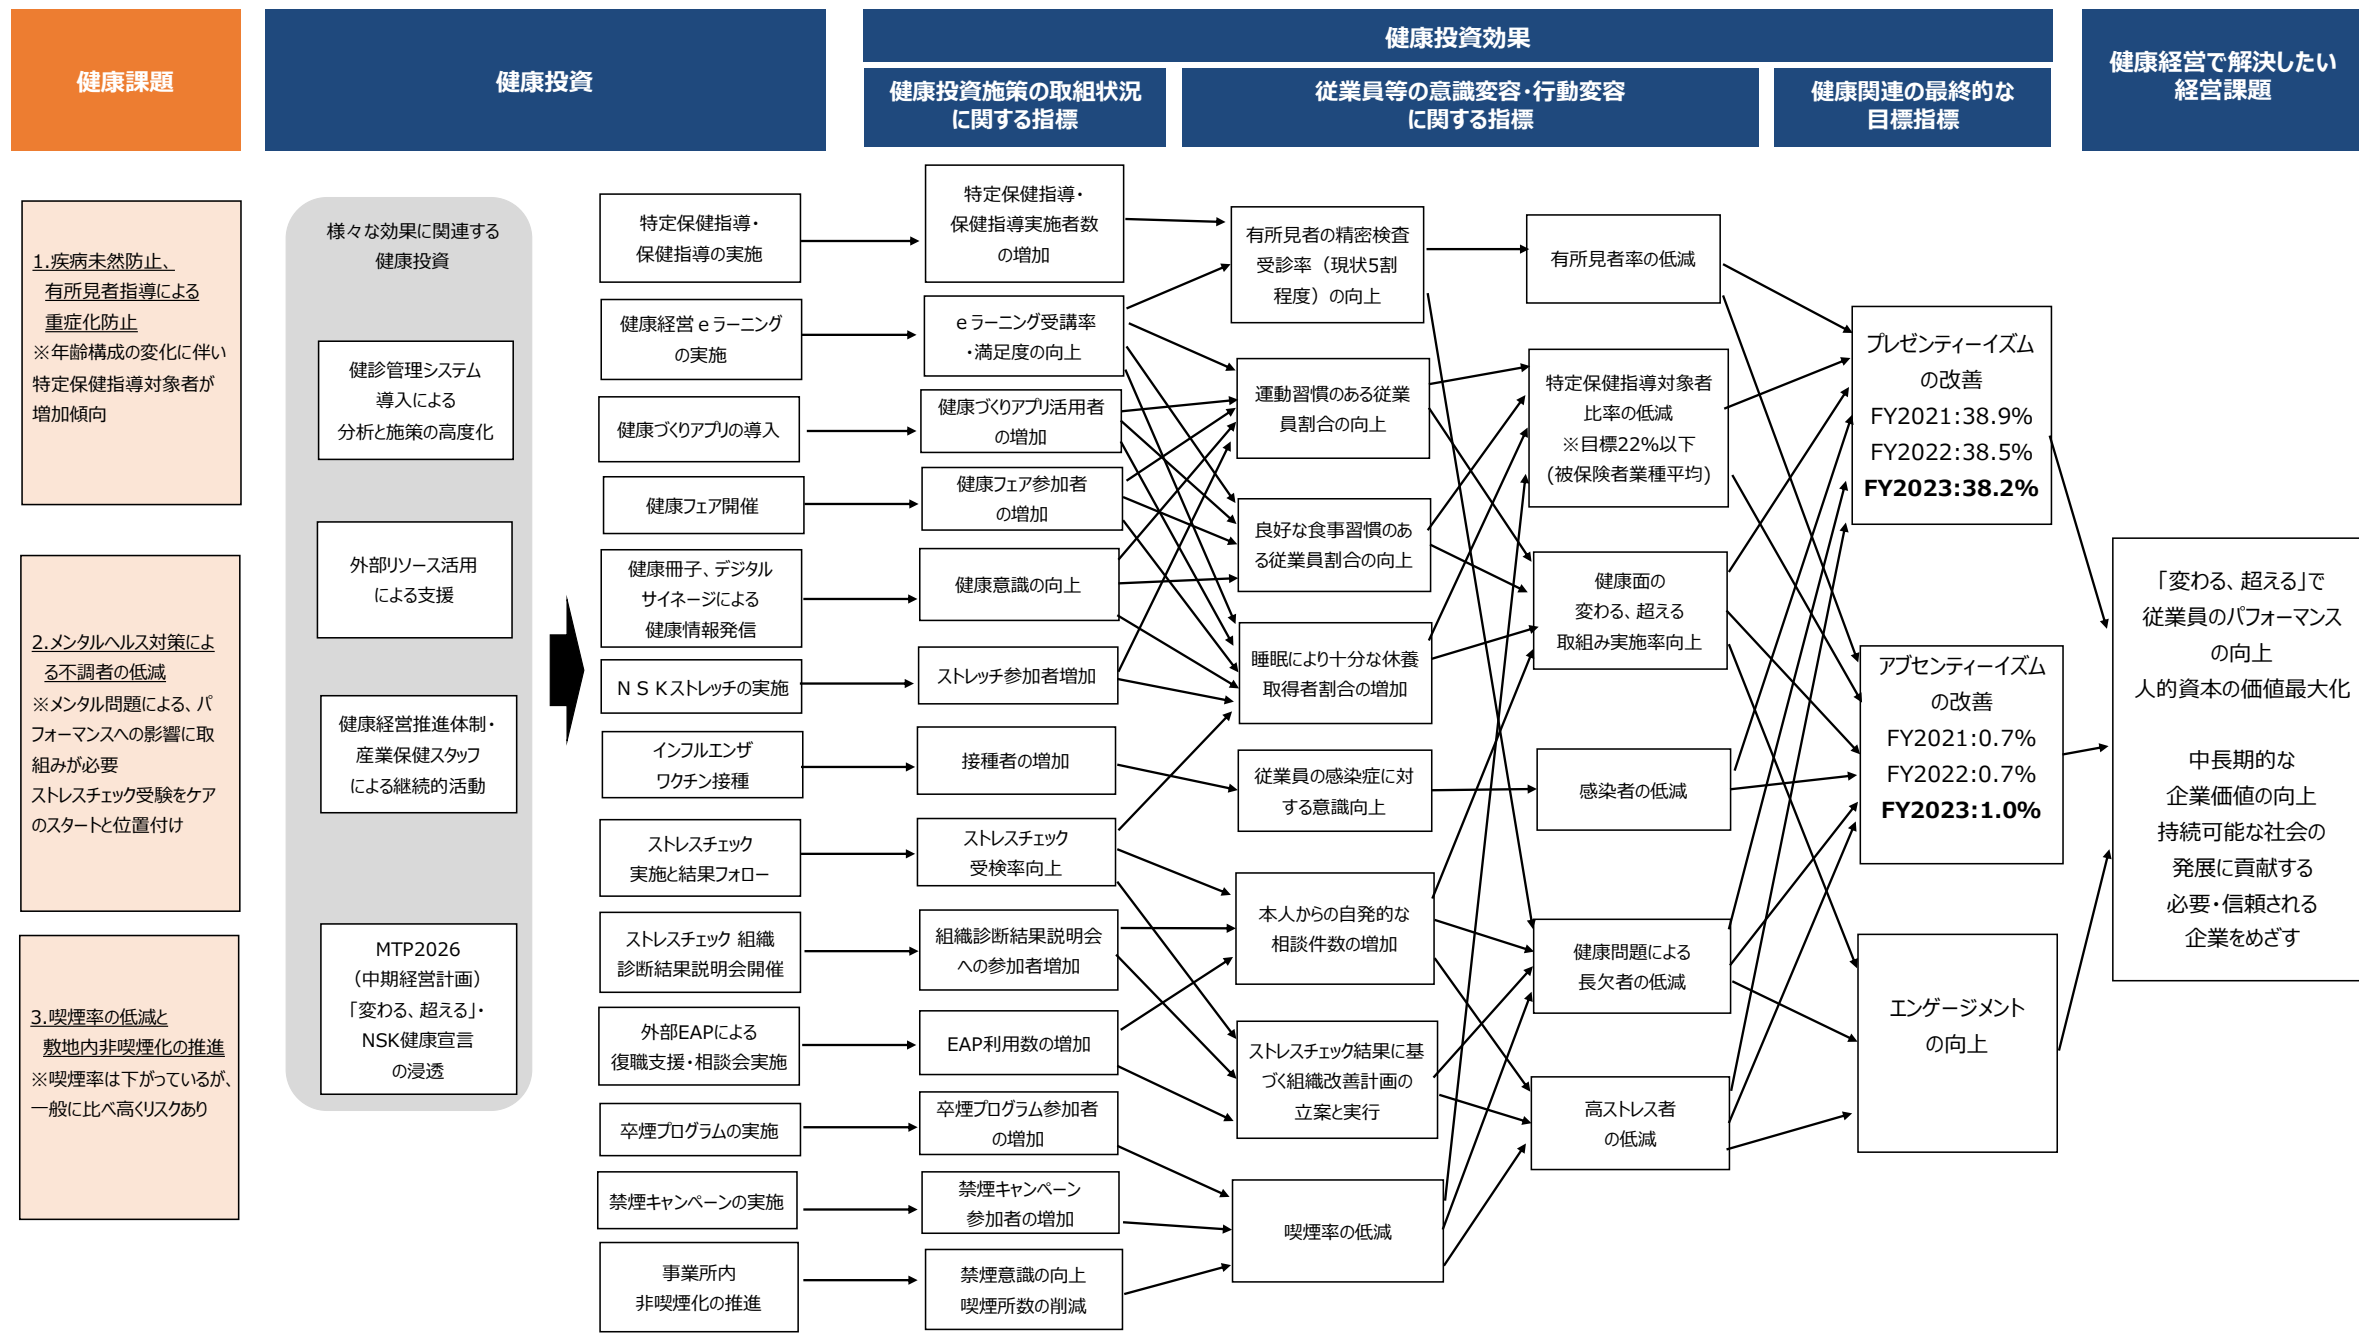 健康課題
健康投資
健康投資効果
健康投資施策の取組状況
に関する指標
従業員等の意識変容・行動変容
に関する指標
健康関連の最終的な
目標指標
健康経営で解決したい
経営課題
1.疾病未然防止、
有所見者指導による
重症化防止
※年齢構成の変化に伴い
特定保健指導対象者が
増加傾向
2.メンタルヘルス対策によ
る不調者の低減
※メンタル問題による、パ
フォーマンスへの影響に取
組みが必要
ストレスチェック受験をケア
のスタートと位置付け
3.喫煙率の低減と
敷地内非喫煙化の推進
※喫煙率は下がっているが、
一般に比べ高くリスクあり
様々な効果に関連する
健康投資
健診管理システム
導入による
分析と施策の高度化
外部リソース活用
による支援
健康経営推進体制・
産業保健スタッフ
による継続的活動
MTP2026
（中期経営計画）
「変わる、超える」・
NSK健康宣言
の浸透
特定保健指導・
保健指導の実施
健康経営ｅラーニング
の実施
健康づくりアプリの導入
健康フェア開催
健康冊子、デジタル
サイネージによる
健康情報発信
ＮＳＫストレッチの実施
インフルエンザ
ワクチン接種
ストレスチェック
実施と結果フォロー
ストレスチェック 組織
診断結果説明会開催
外部EAPによる
復職支援・相談会実施
卒煙プログラムの実施
禁煙キャンペーンの実施
事業所内
非喫煙化の推進
特定保健指導・
保健指導実施者数
の増加
ｅラーニング受講率
・満足度の向上
健康づくりアプリ活用者
の増加
健康フェア参加者
の増加
健康意識の向上
ストレッチ参加者増加
接種者の増加
ストレスチェック
受検率向上
組織診断結果説明会
への参加者増加
EAP利用数の増加
卒煙プログラム参加者
の増加
禁煙キャンペーン
参加者の増加
禁煙意識の向上
喫煙所数の削減
有所見者の精密検査
受診率（現状5割
程度）の向上
運動習慣のある従業
員割合の向上
良好な食事習慣のあ
る従業員割合の向上
睡眠により十分な休養
取得者割合の増加
従業員の感染症に対
する意識向上
本人からの自発的な
相談件数の増加
ストレスチェック結果に基
づく組織改善計画の
立案と実行
喫煙率の低減
有所見者率の低減
特定保健指導対象者
比率の低減
※目標22%以下
(被保険者業種平均)
健康面の
変わる、超える
取組み実施率向上
感染者の低減
健康問題による
長欠者の低減
高ストレス者
の低減
プレゼンティーイズム
の改善
FY2021:38.9%
FY2022:38.5%
FY2023:38.2%
アブセンティーイズム
の改善
FY2021:0.7%
FY2022:0.7%
FY2023:1.0%
エンゲージメント
の向上
「変わる、超える」で
従業員のパフォーマンス
の向上
人的資本の価値最大化
中長期的な
企業価値の向上
持続可能な社会の
発展に貢献する
必要・信頼される
企業をめざす